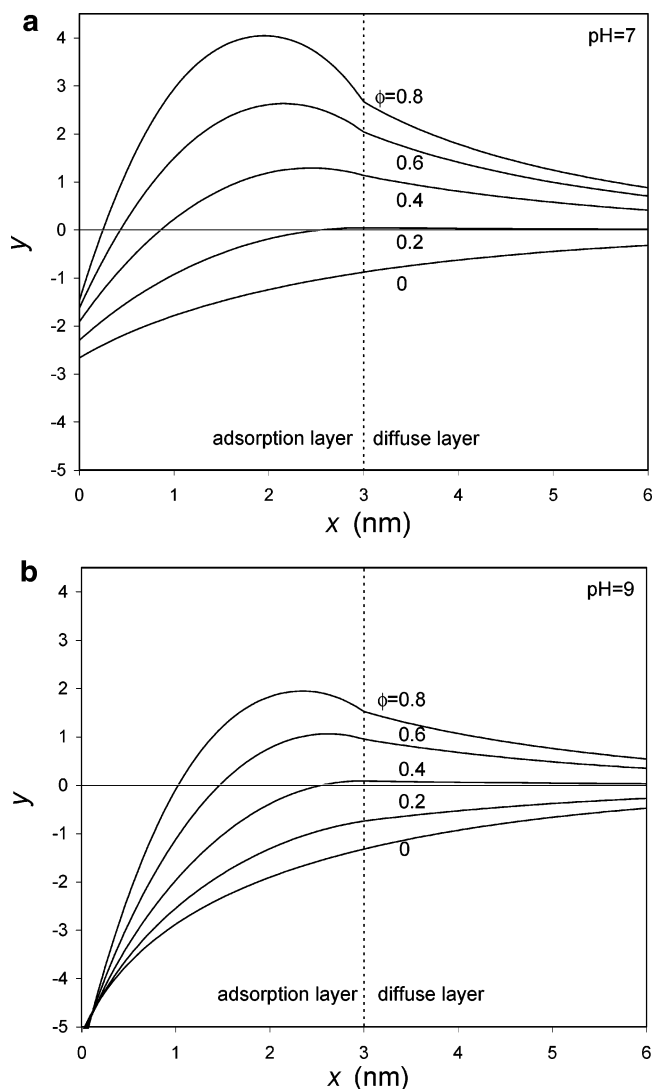 a
pH=7
4
3
2
1
0
-1
-2
-3
-4
-5
y
ϕ=0.8
0.6
0.4
0.2
0
adsorption layer
diffuse layer
0 1 2 3 4 5 6
x (nm)
b
pH=9
4
3
2
1
0
-1
-2
-3
-4
-5
y
ϕ=0.8
0.6
0.4
0.2
0
adsorption layer
diffuse layer
0 1 2 3 4 5 6
x (nm)